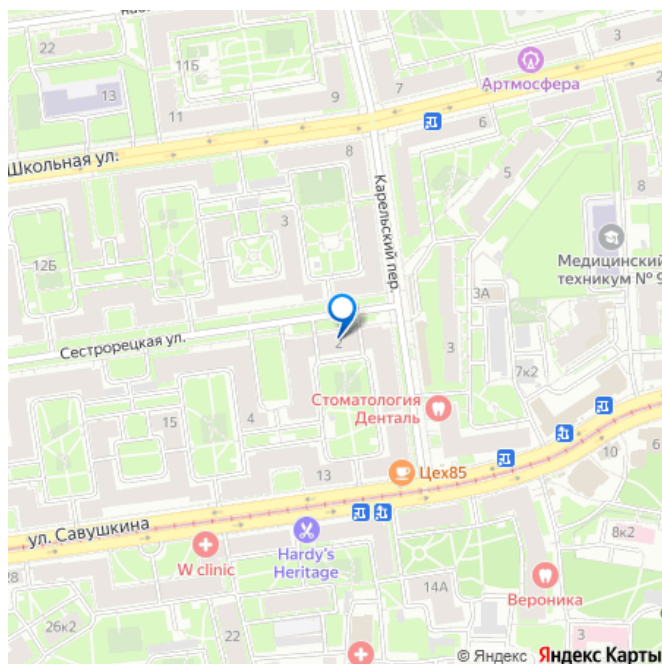 3
22
11Б
Артмосфера
2
13
9
7
11
6
Школьная ул.
8
5
8
Карельский пер.
3
Медицинский
техникум № 9
12Б
3А
Сестрорецкая ул.
2
3
7к2
Стоматология
Денталь
15
4
13
Цех85
10
6
ул. Савушкина
8к2
W clinic
Hardy's
Heritage
28
14А
Вероника
26к2
22
3
© Яндекс Яндекс Карты